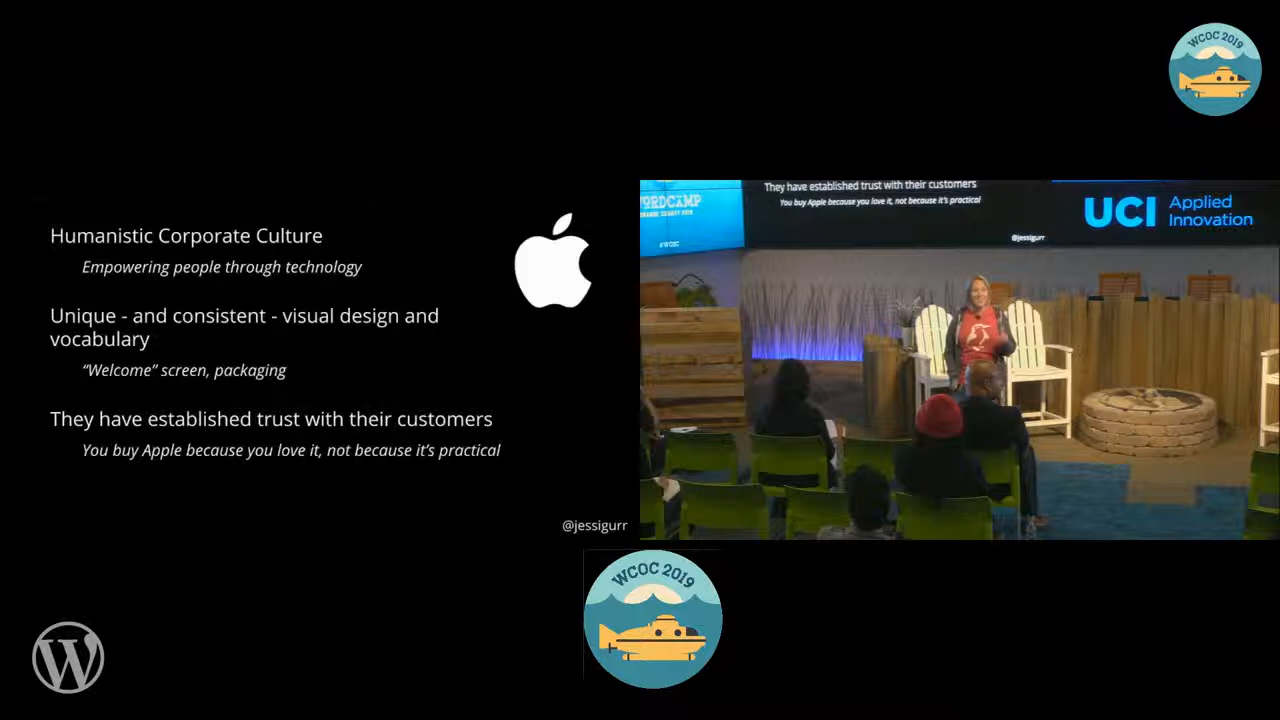 WCOC 2019
Humanistic Corporate Culture
Empowering people through technology
Unique - and consistent - visual design and
vocabulary
“Welcome” screen, packaging
They have established trust with their customers
You buy Apple because you love it, not because it’s practical
@jessigurr
They have established trust with their customers
You buy Apple because you love it, not because it's practical
@jessigurr
UCI Applied
Innovation
WCOC 2019
W